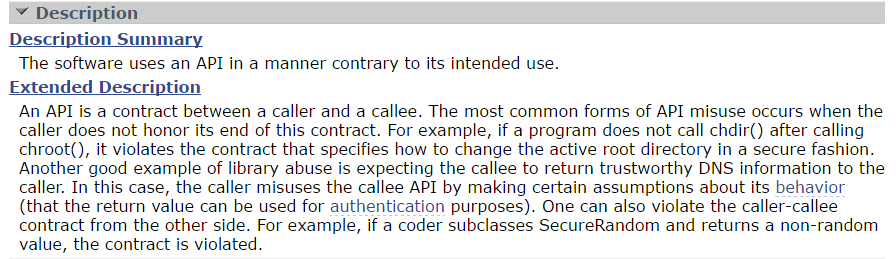 Description
Description Summary
The software uses an API in a manner contrary to its intended use.
Extended Description
An API is a contract between a caller and a callee. The most common forms of API misuse occurs when the
caller does not honor its end of this contract. For example, if a program does not call chdir() after calling
chroot(), it violates the contract that specifies how to change the active root directory in a secure fashion.
Another good example of library abuse is expecting the callee to return trustworthy DNS information to the
caller. In this case, the caller misuses the callee API by making certain assumptions about its behavior
(that the return value can be used for authentication purposes). One can also violate the caller-callee
contract from the other side. For example, if a coder subclasses SecureRandom and returns a non-random
value, the contract is violated.